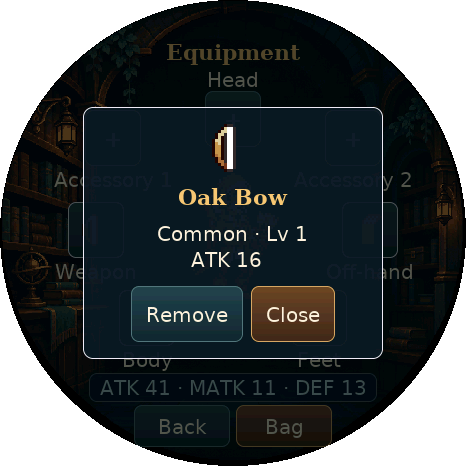 Equipment
Head
Oak Bow
Common · Lv 1
ATK 16
Remove
Close
Accessory 1
Accessory 2
Weapon
Off-hand
Body
Feet
ATK 41 · MATK 11 · DEF 13
Back
Bag